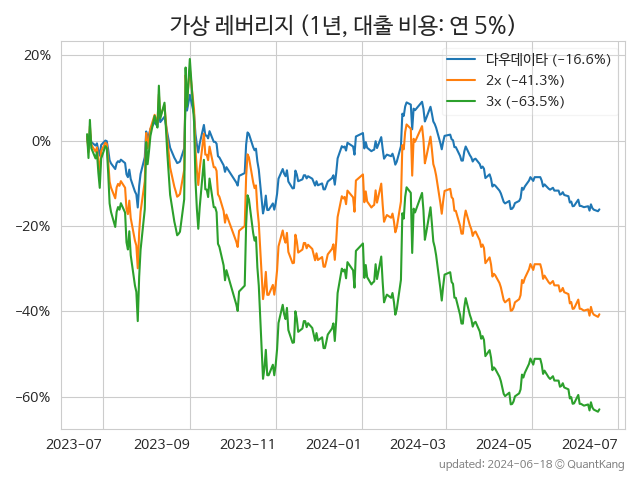 가상 레버리지 (1년, 대출 비용: 연 5%)
다우데이타 (−16.6%)
2x (−41.3%)
3x (−63.5%)
20%
0%
−20%
−40%
−60%
2023-07 2023-09 2023-11 2024-01 2024-03 2024-05 2024-07
updated: 2024-06-18 © QuantKang